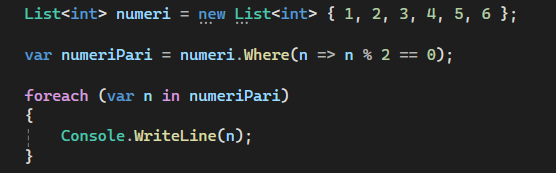 List<int> numeri = new List<int> { 1, 2, 3, 4, 5, 6 };
var numeriPari = numeri.Where(n => n % 2 == 0);
foreach (var n in numeriPari)
{
Console.WriteLine(n);
}